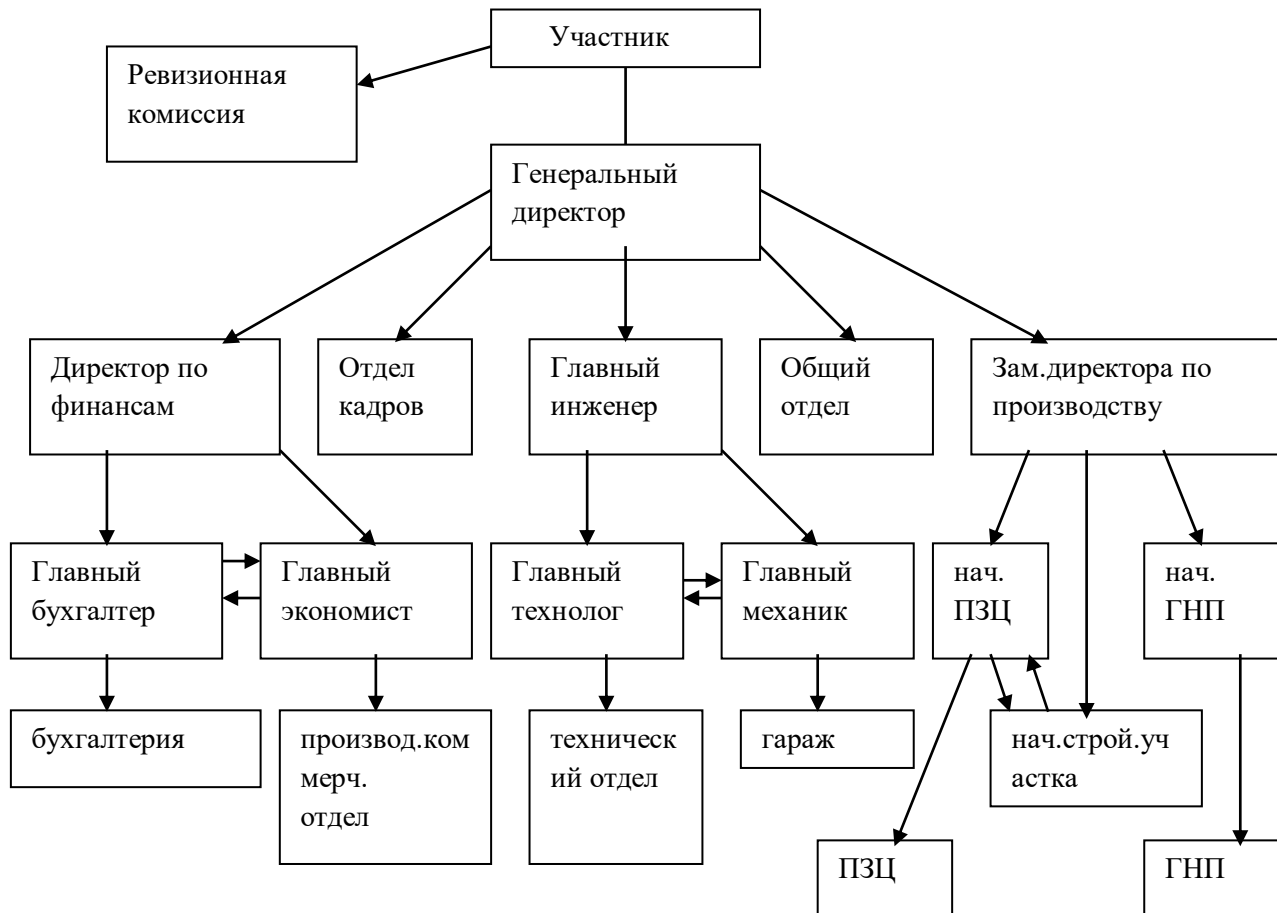 Участник
Ревизионная
комиссия
Генеральный
директор
Директор по
финансам
Отдел
кадров
Главный
инженер
Общий
отдел
Зам.директора по
производству
Главный
бухгалтер
Главный
экономист
Главный
технолог
Главный
механик
нач.
ПЗЦ
нач.
ГНП
бухгалтерия
производ.ком
мерч.
отдел
техническ
ий отдел
гараж
нач.строй.уч
астка
ПЗЦ
ГНП